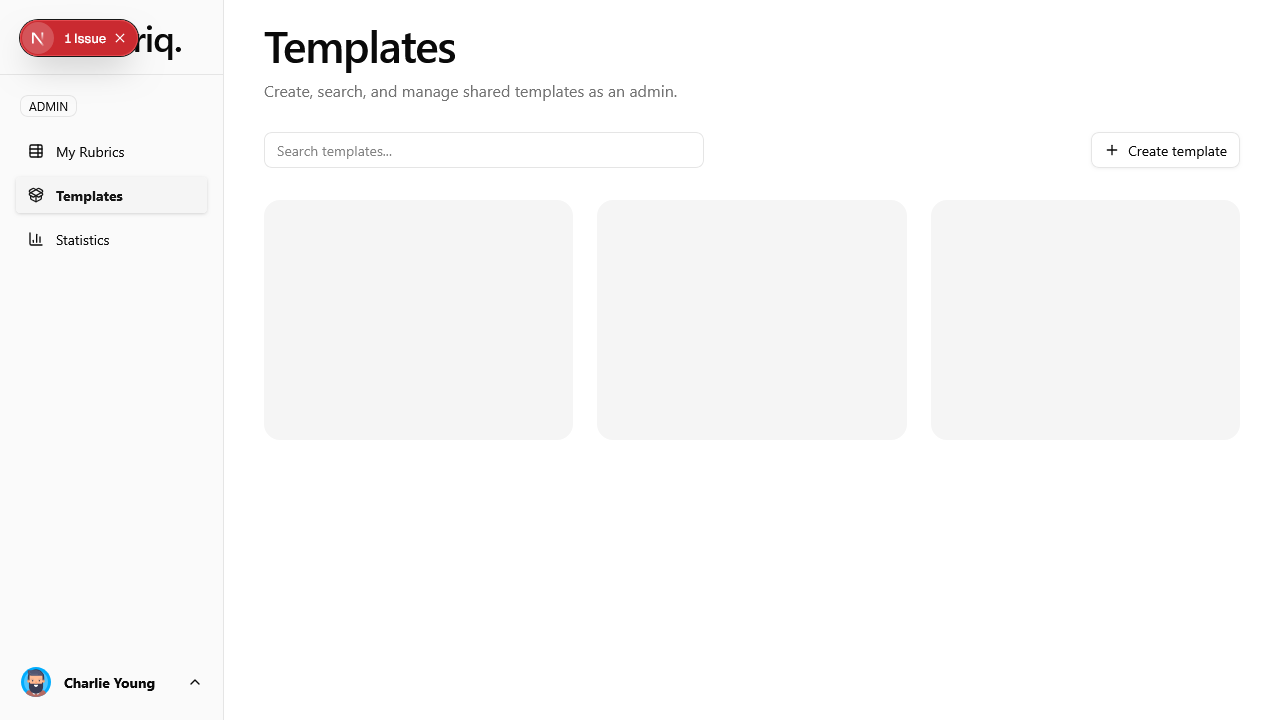 1 Issue
riq.
ADMIN
My Rubrics
Templates
Statistics
Charlie Young
Templates
Create, search, and manage shared templates as an admin.
Search templates...
Create template